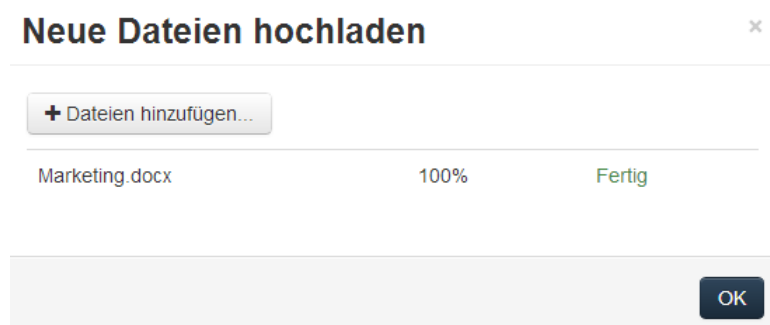 Neue Dateien hochladen ×
+ Dateien hinzufügen...
Marketing.docx 100% Fertig
OK